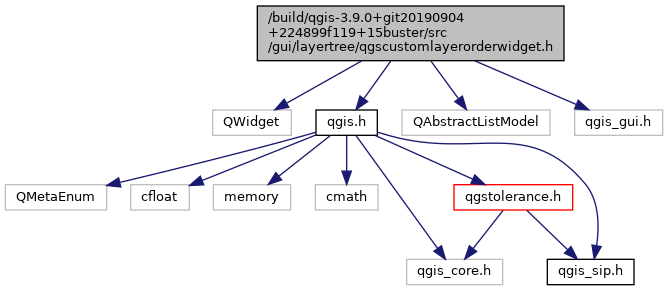 /build/qgis-3.9.0+git20190904
+224899f119+15buster/src
/gui/layertree/qgscustomlayerorderwidget.h
QWidget
qgis.h
QAbstractListModel
qgis_gui.h
QMetaEnum
cfloat
memory
cmath
qgstolerance.h
qgis_core.h
qgis_sip.h